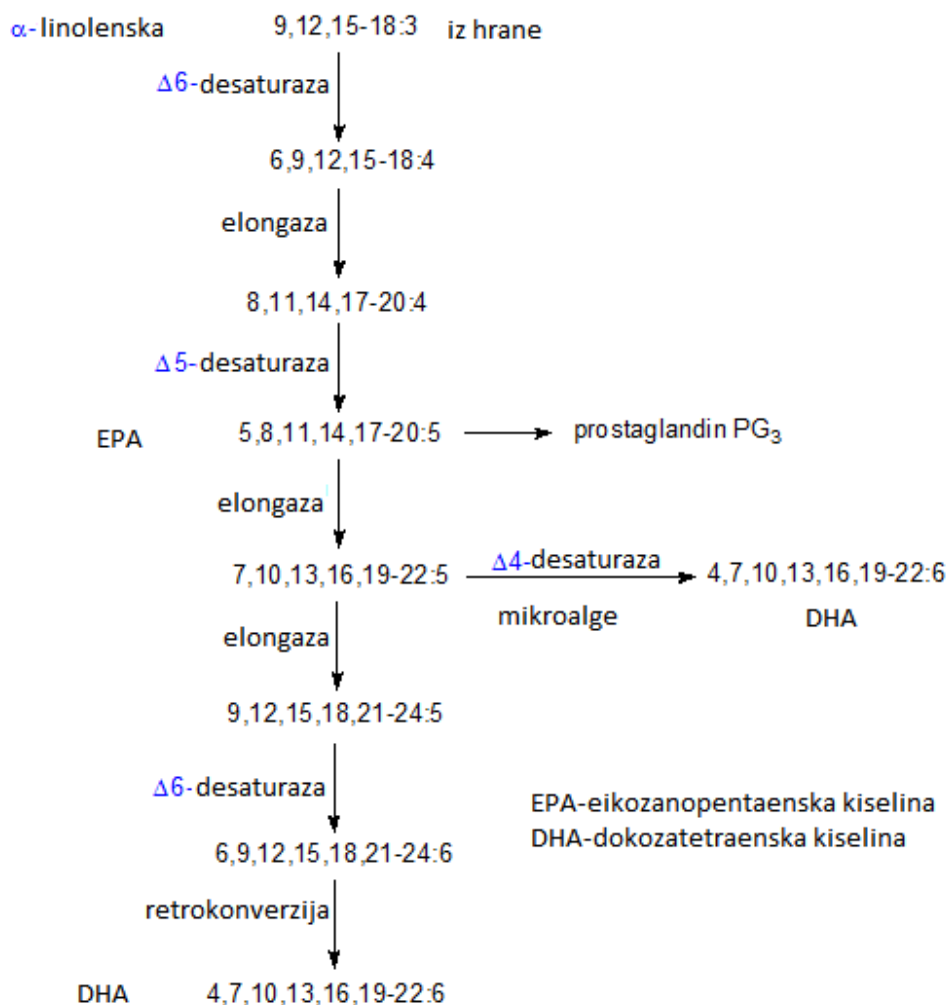 α-linolenska 9,12,15-18:3 iz hrane
Δ6-desaturaza
6,9,12,15-18:4
elongaza
8,11,14,17-20:4
Δ5-desaturaza
EPA 5,8,11,14,17-20:5 prostaglandin PG₃
elongaza
7,10,13,16,19-22:5 Δ4-desaturaza 4,7,10,13,16,19-22:6
mikroalge DHA
elongaza
9,12,15,18,21-24:5
Δ6-desaturaza
EPA-eikozanopentaenska kiselina
DHA-dokozatetraenska kiselina
6,9,12,15,18,21-24:6
retrokonverzija
DHA 4,7,10,13,16,19-22:6